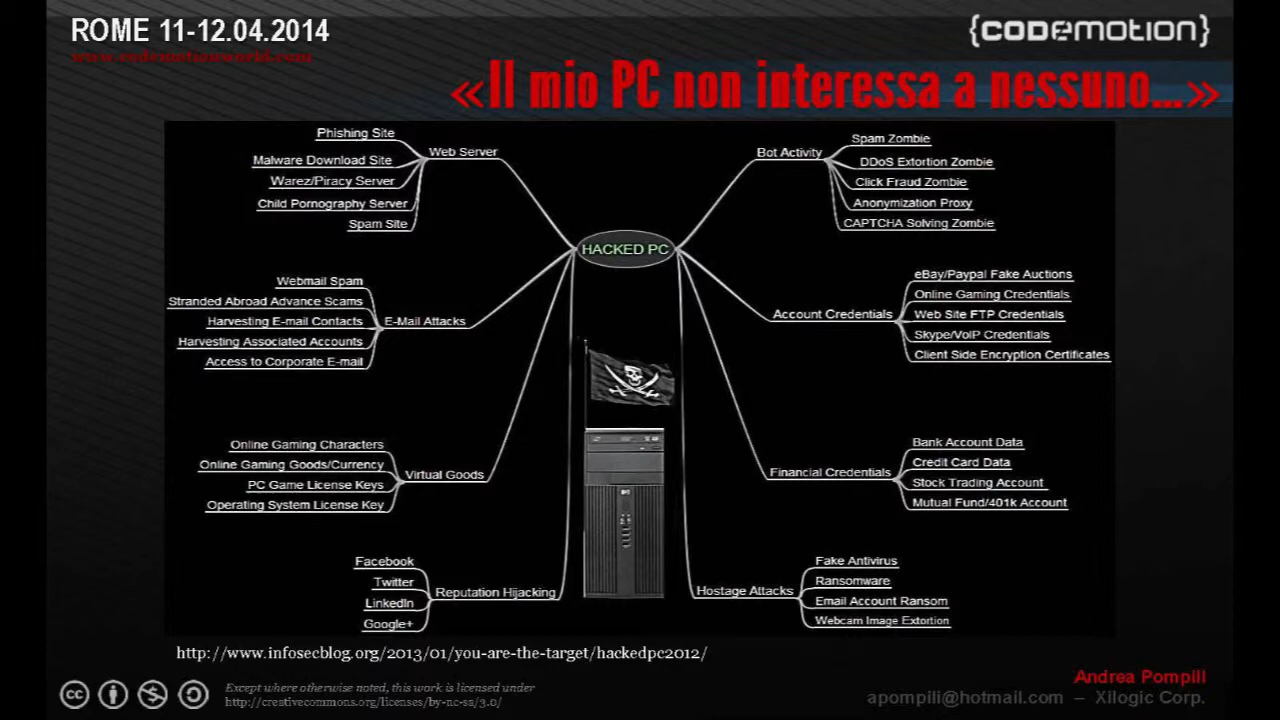 ROME 11-12.04.2014
{CODEMOTION}
www.codemotionworld.com
«Il mio PC non interessa a nessuno...»
Phishing Site
Malware Download Site
Warez/Piracy Server
Child Pornography Server
Spam Site
Web Server
Bot Activity
Spam Zombie
DDoS Extortion Zombie
Click Fraud Zombie
Anonymization Proxy
CAPTCHA Solving Zombie
HACKED PC
Webmail Spam
Stranded Abroad Advance Scams
Harvesting E-mail Contacts
Harvesting Associated Accounts
Access to Corporate E-mail
E-Mail Attacks
Account Credentials
eBay/Paypal Fake Auctions
Online Gaming Credentials
Web Site FTP Credentials
Skype/VoIP Credentials
Client Side Encryption Certificates
Online Gaming Characters
Online Gaming Goods/Currency
PC Game License Keys
Operating System License Key
Virtual Goods
Financial Credentials
Bank Account Data
Credit Card Data
Stock Trading Account
Mutual Fund/401k Account
Facebook
Twitter
LinkedIn
Google+
Reputation Hijacking
Hostage Attacks
Fake Antivirus
Ransomware
Email Account Ransom
Webcam Image Extortion
http://www.infosecblog.org/2013/01/you-are-the-target/hackedpc2012/
Except where otherwise noted, this work is licensed under
http://creativecommons.org/licenses/by-nc-sa/3.0/
Andrea Pompili
apompili@hotmail.com – Xilogic Corp.